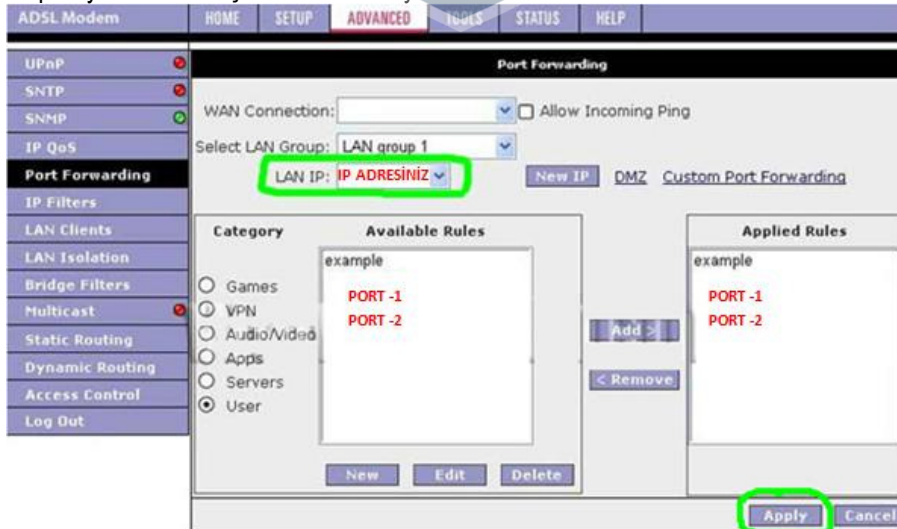 ADSL Modem HOME SETUP ADVANCED TOOLS STATUS HELP
UPnP
SNTP
SNMP
IP QoS
Port Forwarding
IP Filters
LAN Clients
LAN Isolation
Bridge Filters
Multicast
Static Routing
Dynamic Routing
Access Control
Log Out
Port Forwarding
WAN Connection: Allow Incoming Ping
Select LAN Group: LAN group 1
LAN IP: IP ADRESİNİZ New IP DMZ Custom Port Forwarding
Category Available Rules Applied Rules
example example
Games
PORT -1 PORT -1
VPN
PORT -2 PORT -2
Audio/Video
Add >
Apps
Servers
< Remove
User
New Edit Delete
Apply Cancel